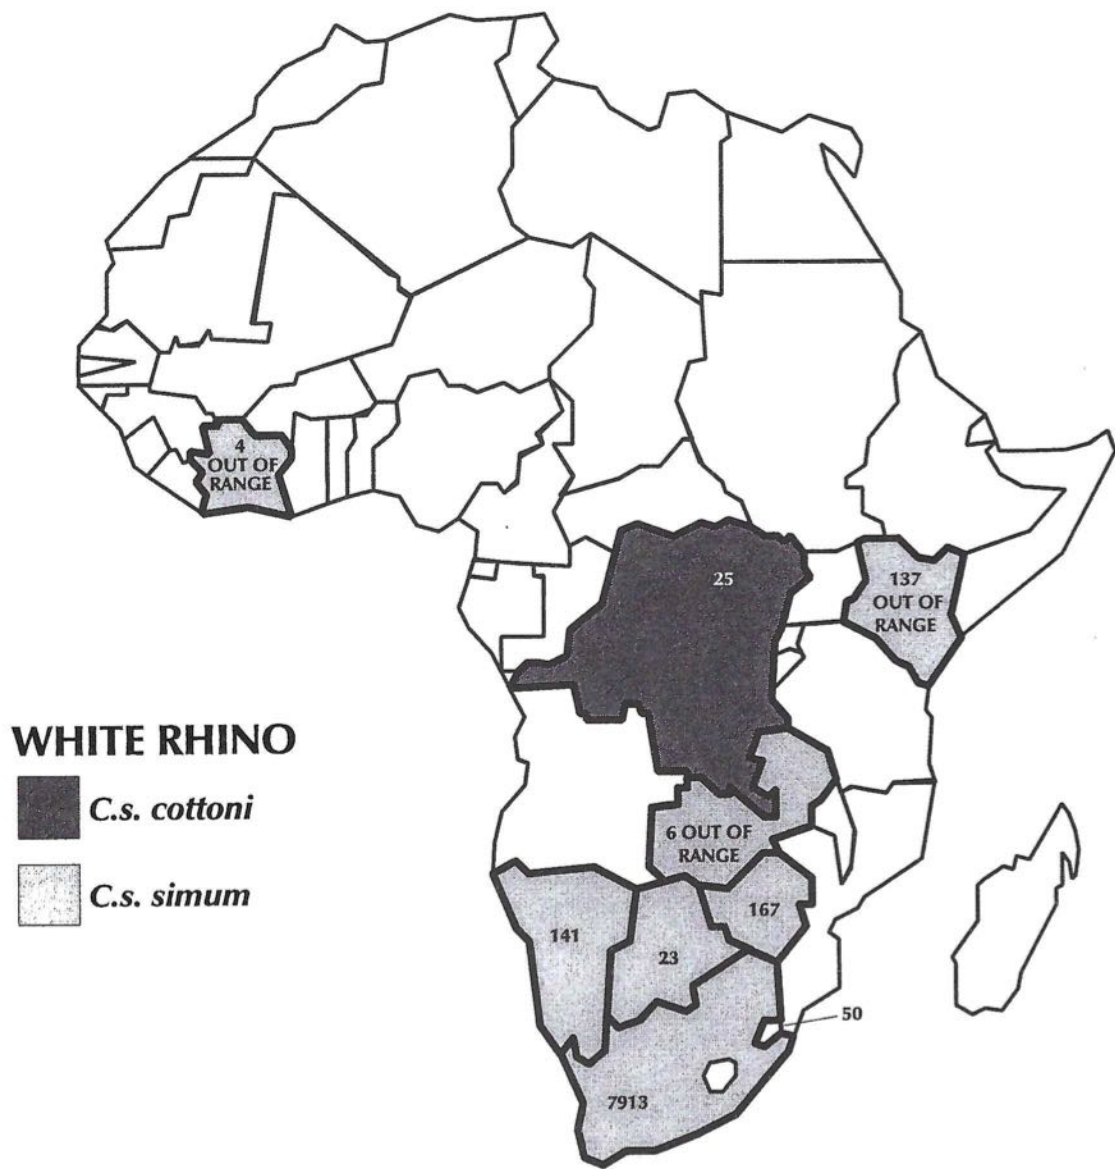 4
OUT OF
RANGE
25
137
OUT OF
RANGE
WHITE RHINO
C.s. cottoni
C.s. simum
6 OUT OF
RANGE
141
23
167
50
7913